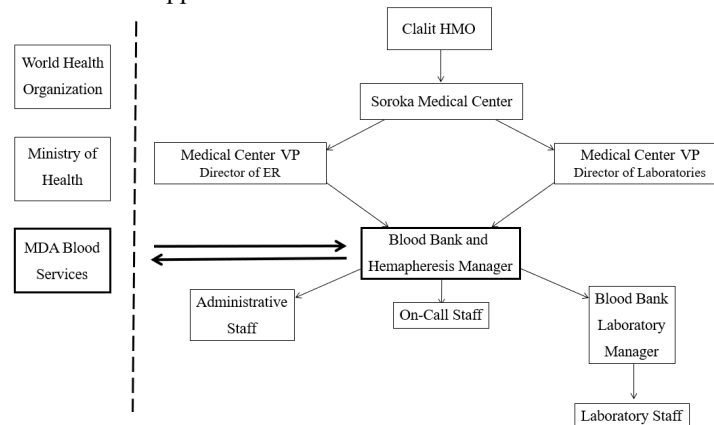 Clalit HMO
World Health
Organization
Soroka Medical Center
Ministry of
Health
Medical Center VP
Director of ER
Medical Center VP
Director of Laboratories
MDA Blood
Services
Blood Bank and
Hemapheresis Manager
Administrative
Staff
On-Call Staff
Blood Bank
Laboratory
Manager
Laboratory Staff